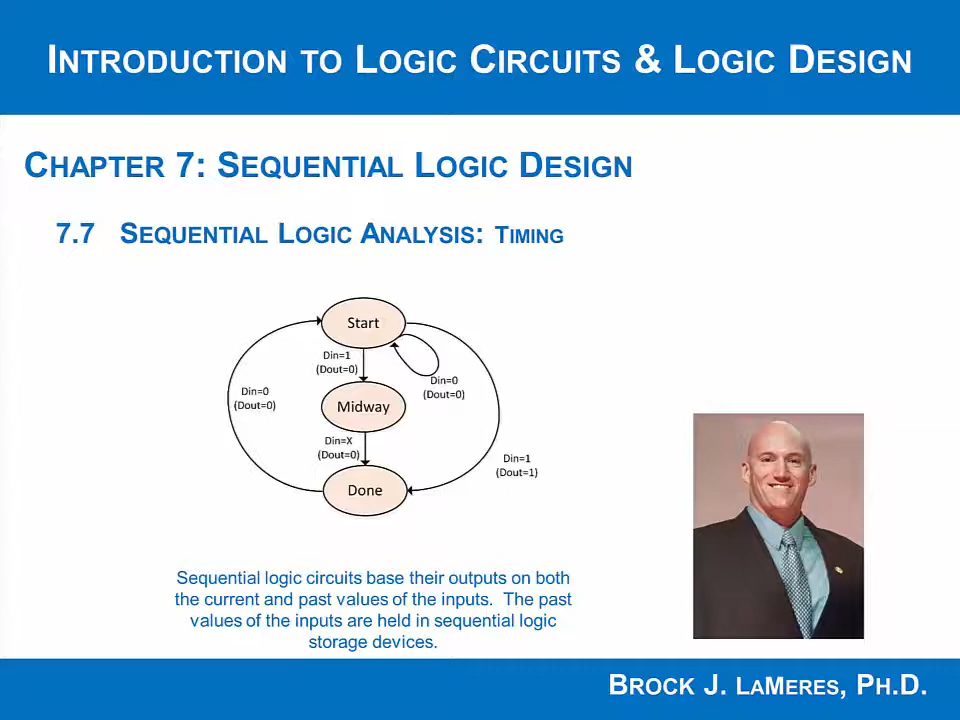 INTRODUCTION TO LOGIC CIRCUITS & LOGIC DESIGN
CHAPTER 7: SEQUENTIAL LOGIC DESIGN
7.7 SEQUENTIAL LOGIC ANALYSIS: TIMING
Start
Din=1
(Dout=0)
Din=0
(Dout=0)
Din=0
(Dout=0)
Midway
Din=X
(Dout=0)
Din=1
(Dout=1)
Done
Sequential logic circuits base their outputs on both
the current and past values of the inputs. The past
values of the inputs are held in sequential logic
storage devices.
BROCK J. LAMERES, PH.D.